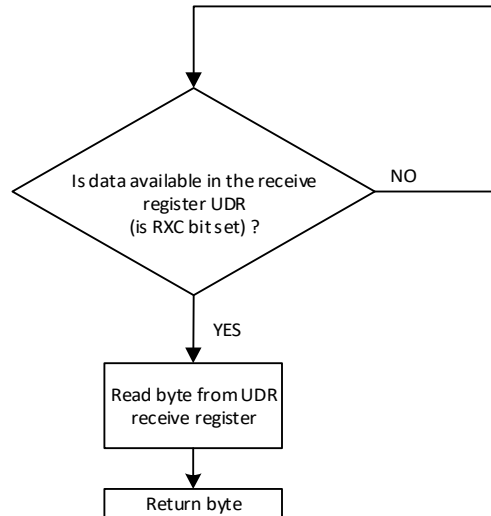 Is data available in the receive
register UDR
(is RXC bit set) ?
NO
YES
Read byte from UDR
receive register
Return byte